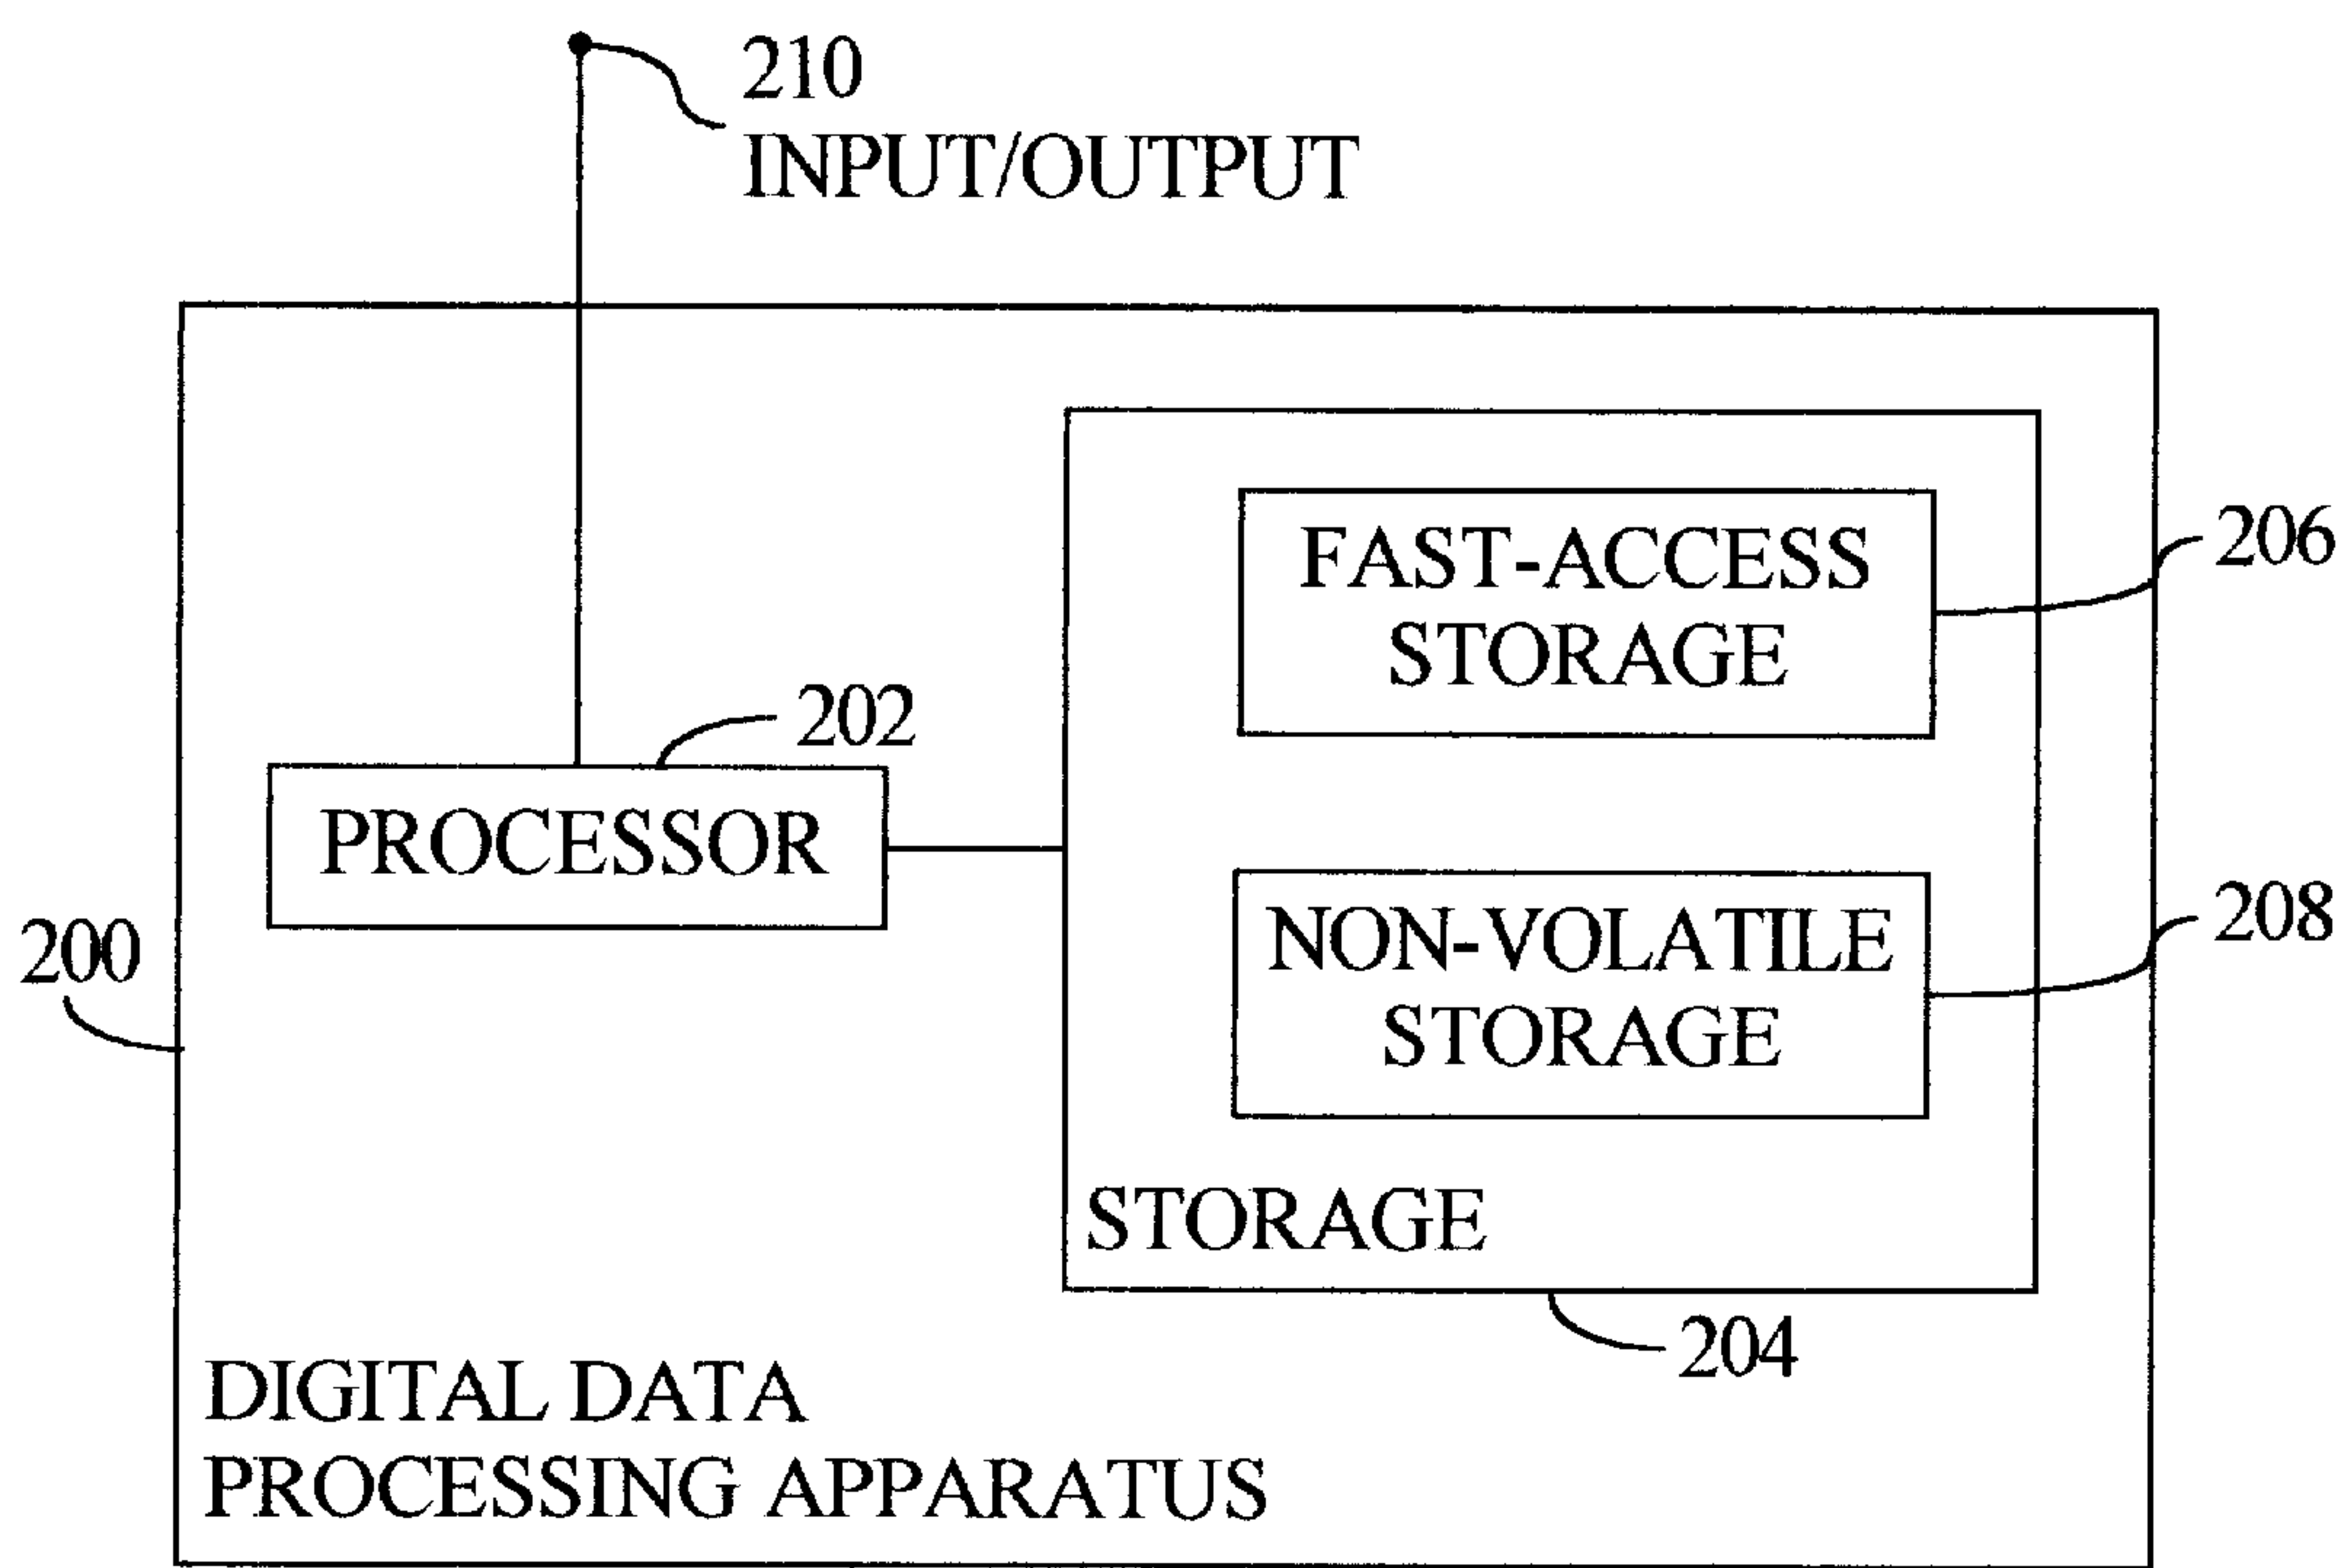 210
INPUT/OUTPUT
FAST-ACCESS
STORAGE
206
202
PROCESSOR
NON-VOLATILE
STORAGE
208
200
STORAGE
204
DIGITAL DATA
PROCESSING APPARATUS